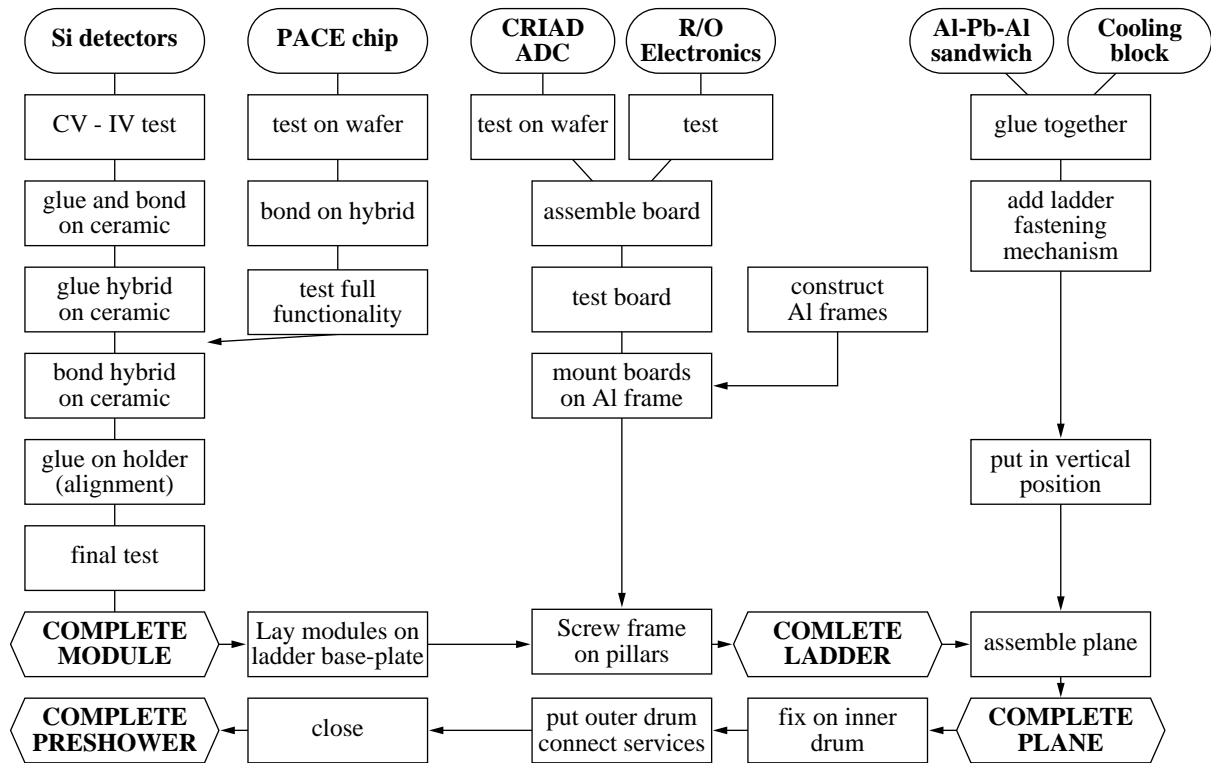 Si detectors
PACE chip
CRIAD
ADC
R/O
Electronics
Al-Pb-Al
sandwich
Cooling
block
CV - IV test
test on wafer
test on wafer
test
glue together
glue and bond
on ceramic
bond on hybrid
assemble board
add ladder
fastening
mechanism
glue hybrid
on ceramic
test full
functionality
test board
construct
Al frames
bond hybrid
on ceramic
mount boards
on Al frame
glue on holder
(alignment)
put in vertical
position
final test
COMPLETE
MODULE
Lay modules on
ladder base-plate
Screw frame
on pillars
COMLETE
LADDER
assemble plane
COMPLETE
PRESHOWER
close
put outer drum
connect services
fix on inner
drum
COMPLETE
PLANE